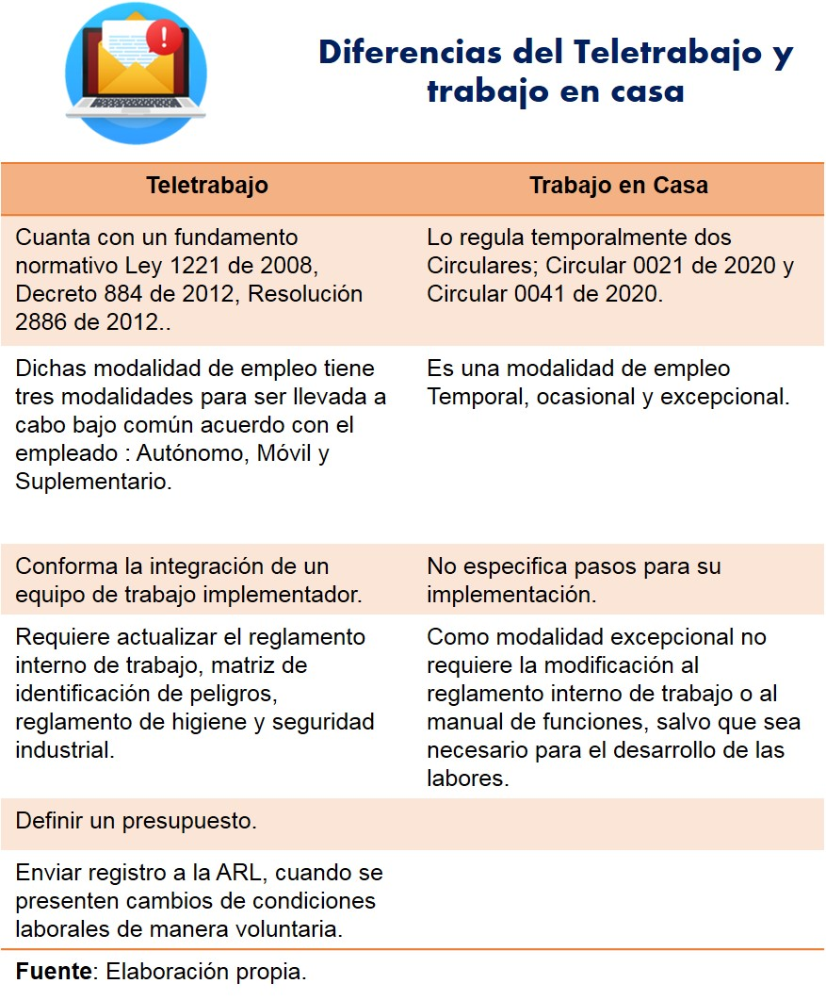 Diferencias del Teletrabajo y
trabajo en casa
Teletrabajo
Trabajo en Casa
Cuanta con un fundamento
normativo Ley 1221 de 2008,
Decreto 884 de 2012, Resolución
2886 de 2012..
Lo regula temporalmente dos
Circulares; Circular 0021 de 2020 y
Circular 0041 de 2020.
Dichas modalidad de empleo tiene
tres modalidades para ser llevada a
cabo bajo común acuerdo con el
empleado : Autónomo, Móvil y
Suplementario.
Es una modalidad de empleo
Temporal, ocasional y excepcional.
Conforma la integración de un
equipo de trabajo implementador.
No especifica pasos para su
implementación.
Requiere actualizar el reglamento
interno de trabajo, matriz de
identificación de peligros,
reglamento de higiene y seguridad
industrial.
Como modalidad excepcional no
requiere la modificación al
reglamento interno de trabajo o al
manual de funciones, salvo que sea
necesario para el desarrollo de las
labores.
Definir un presupuesto.
Enviar registro a la ARL, cuando se
presenten cambios de condiciones
laborales de manera voluntaria.
Fuente: Elaboración propia.